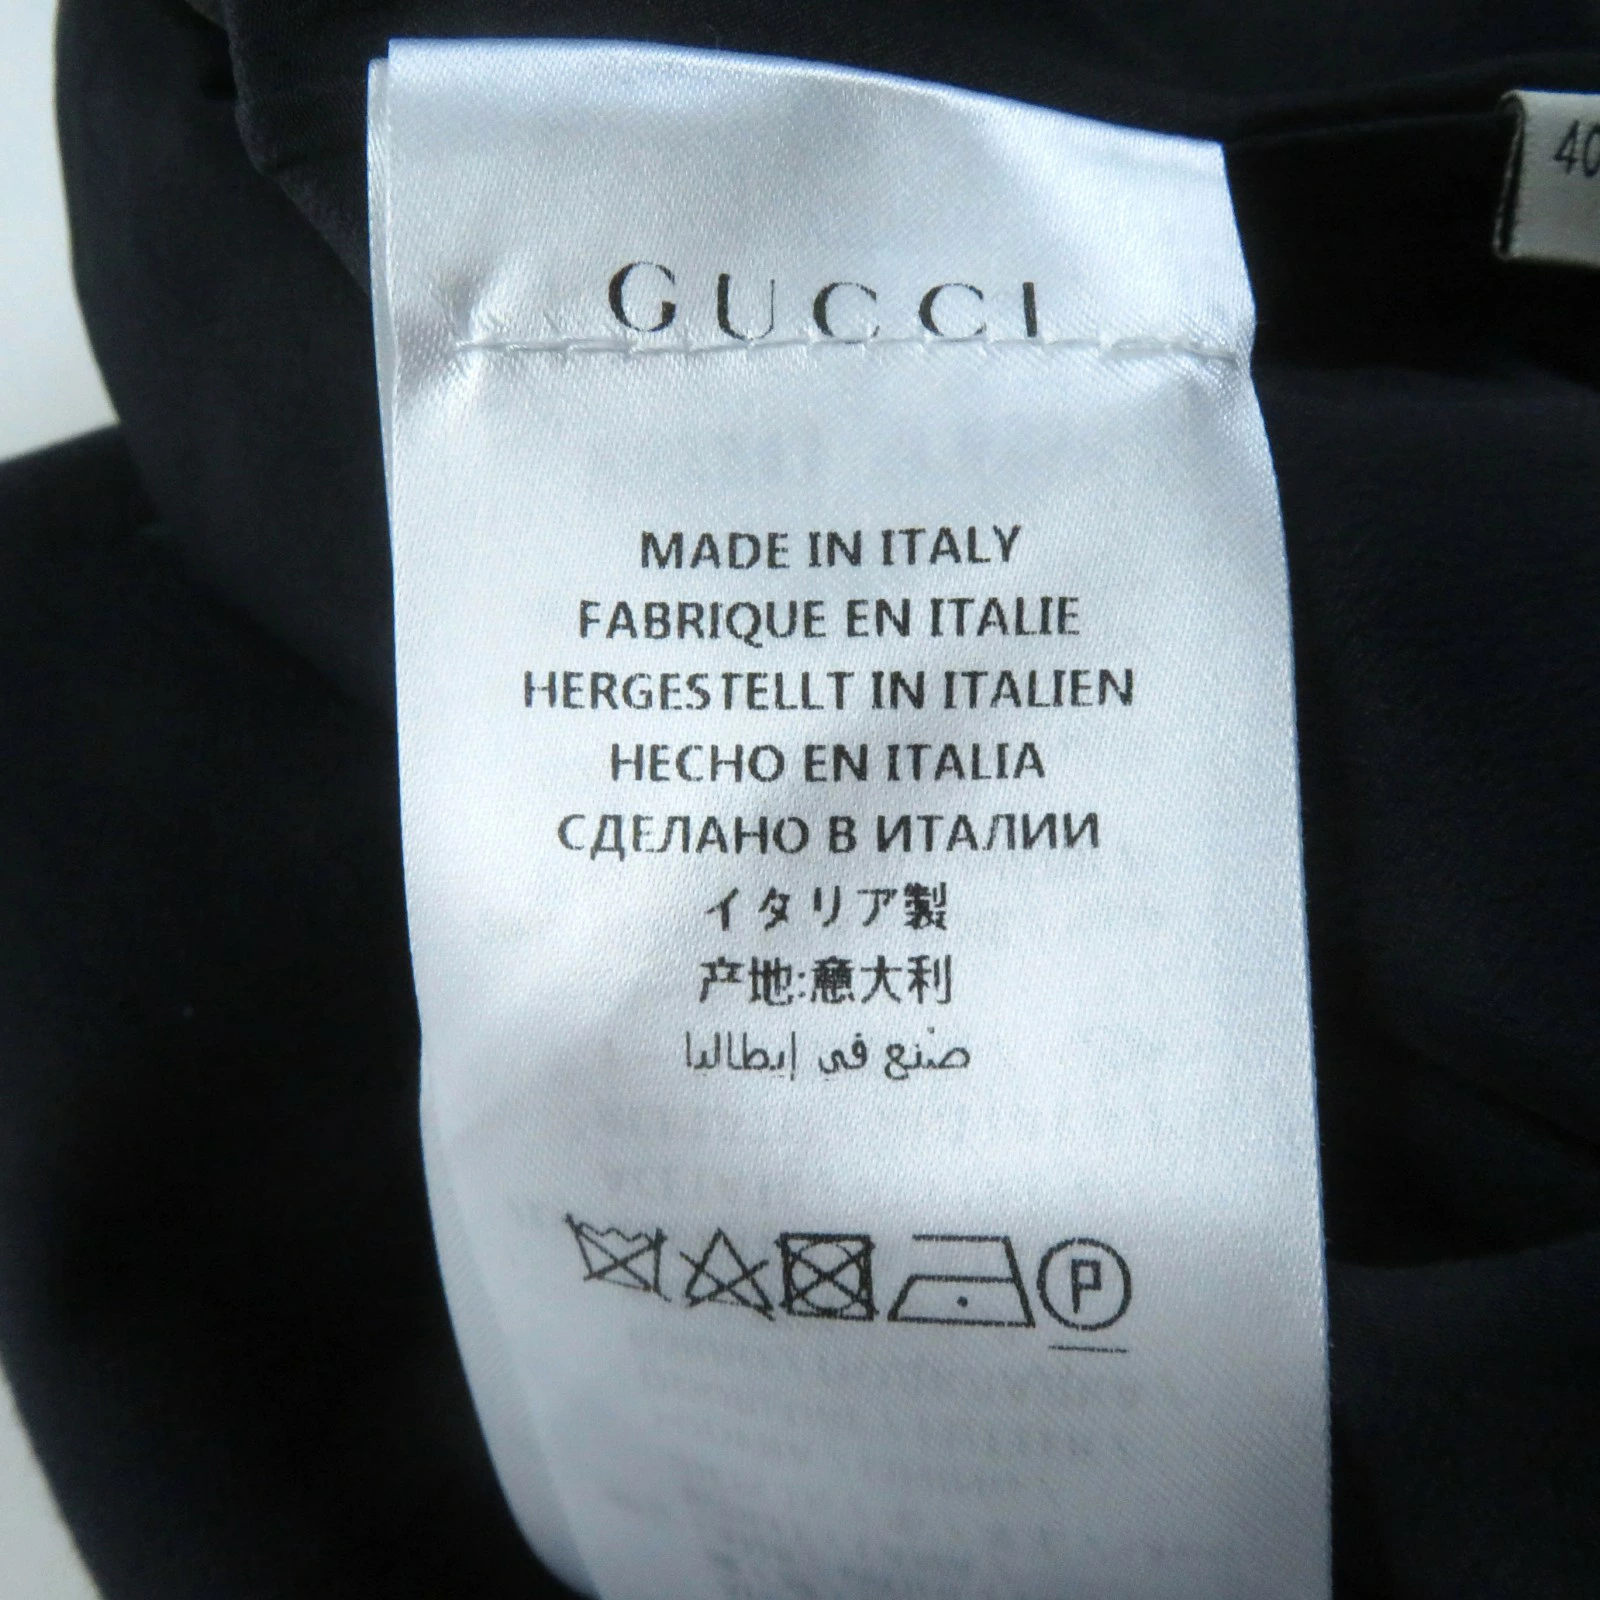 40
GUCCI
MADE IN ITALY
FABRIQUE EN ITALIE
HERGESTELLT IN ITALIEN
HECHO EN ITALIA
СДЕЛАНО В ИТАЛИИ
イタリア製
产地:意大利
صنع في إيطاليا
P